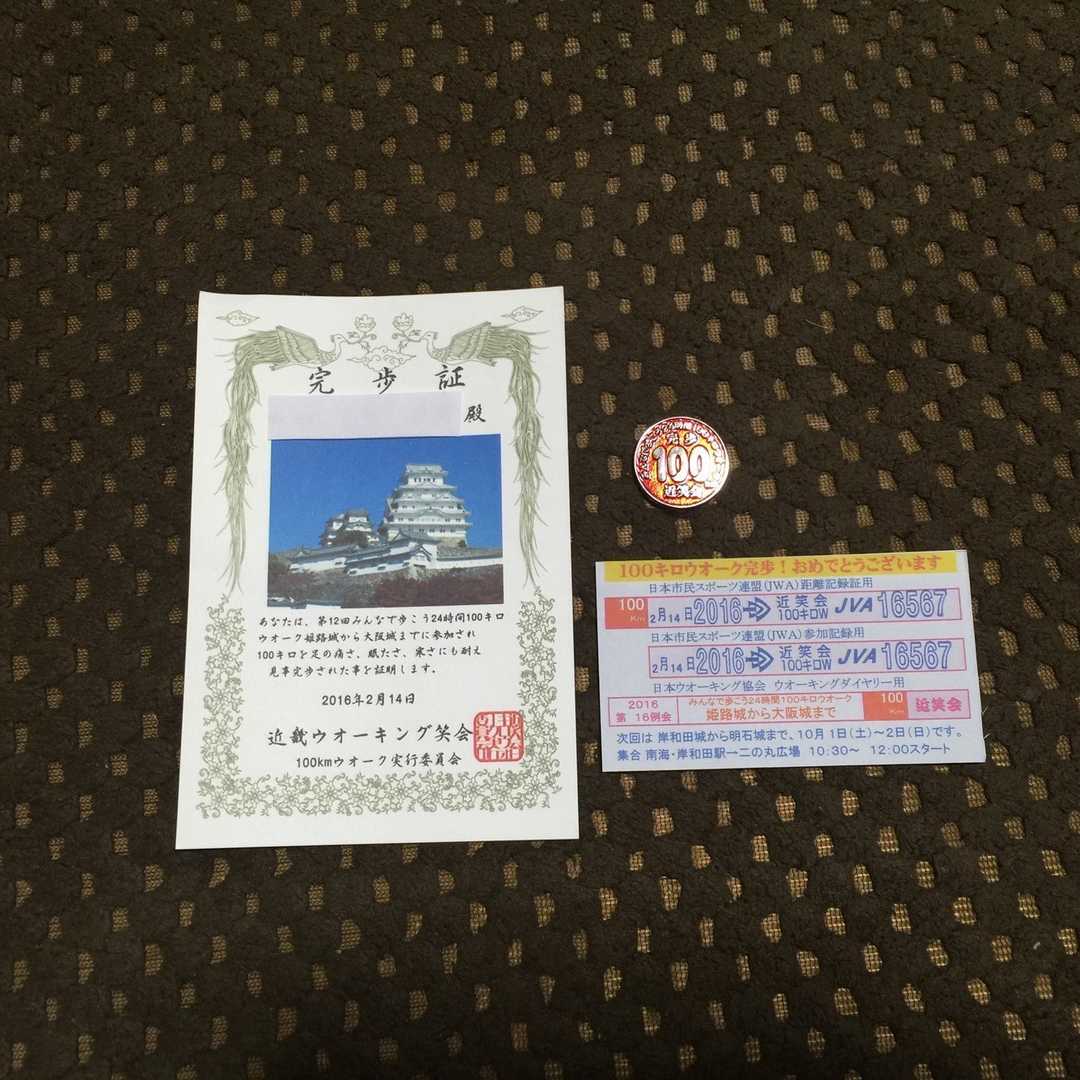 完歩証
殿
あなたは、第12回みんなで歩こう24時間100キロ
ウオーク姫路城から大阪城までに参加され
100キロを足の痛さ、眠たさ、寒さにも耐え
見事完歩された事を証明します。
2016年2月14日
近畿ウオーキング笑会
100kmウオーク実行委員会
完歩
100
近笑会
100キロウオーク完歩!おめでとうございます
日本市民スポーツ連盟(JWA)距離記録証用
100Km 2月14日2016 近笑会 100キロW JVA 16567
日本市民スポーツ連盟(JWA)参加記録用
2月14日2016 近笑会 100キロW JVA 16567
日本ウオーキング協会 ウオーキングダイヤリー用
2016 みんなで歩こう24時間100キロウオーク 100Km 近笑会
第16例会 姫路城から大阪城まで
次回は 岸和田城から明石城まで、10月1日(土)~2日(日)です。
集合 南海・岸和田駅一二の丸広場 10:30~ 12:00スタート